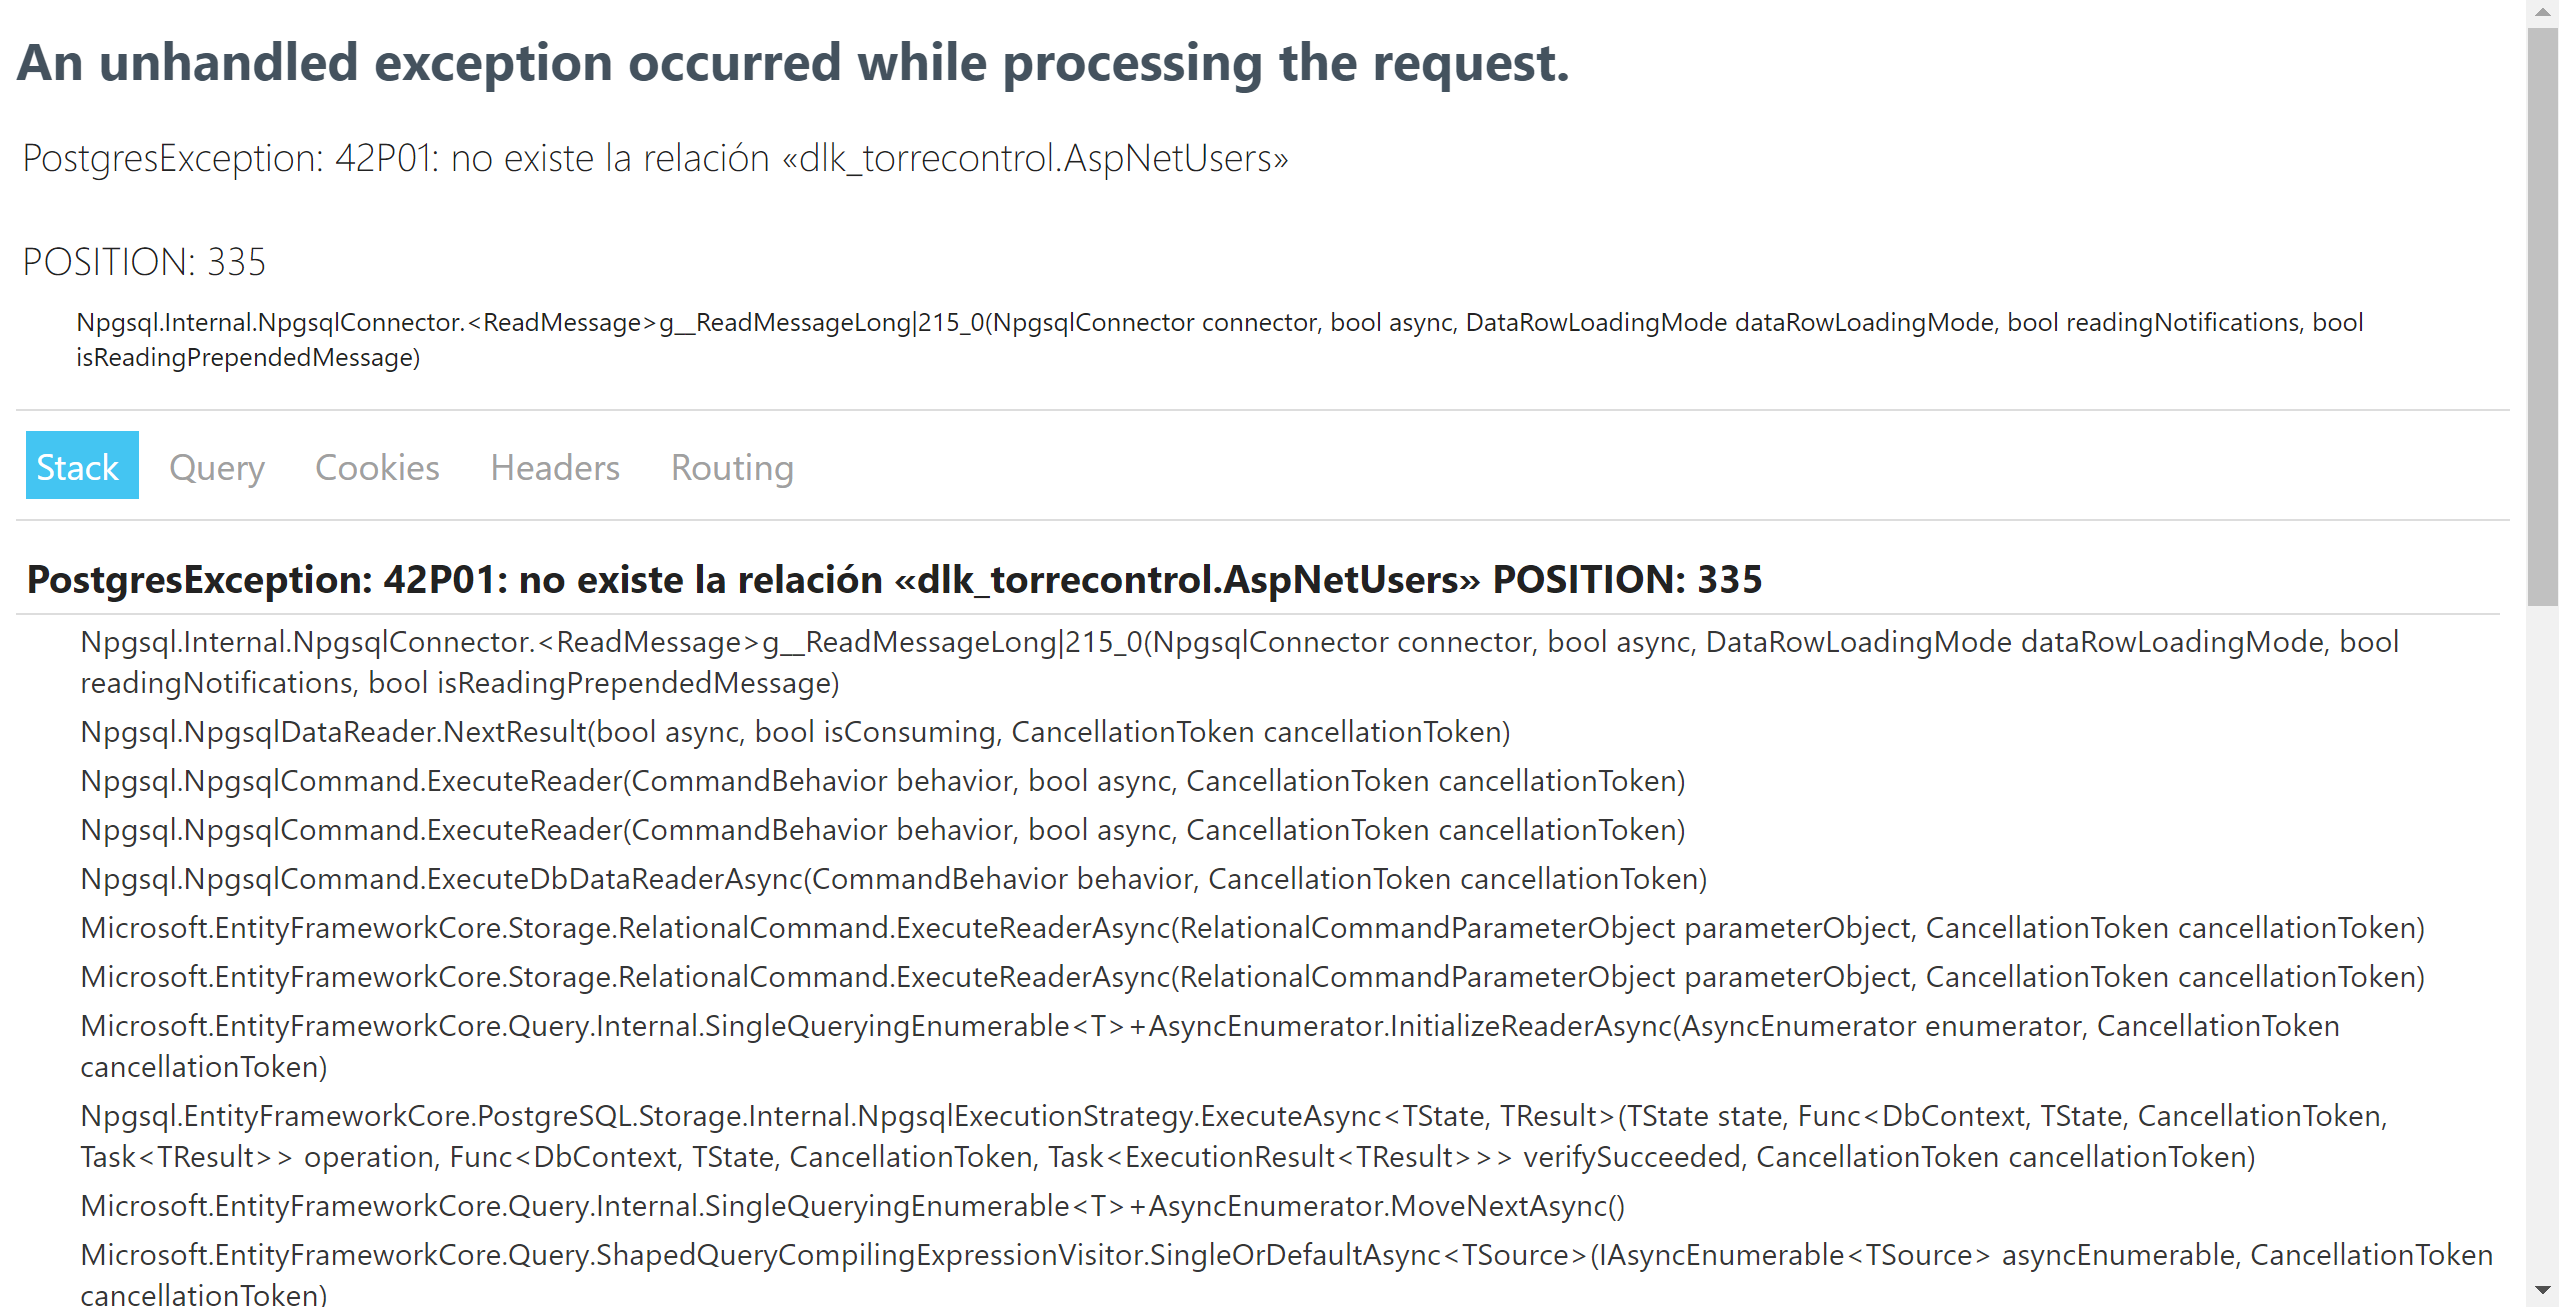 An unhandled exception occurred while processing the request.
PostgresException: 42P01: no existe la relación «dlk_torrecontrol.AspNetUsers»
POSITION: 335
Npgsql.Internal.NpgsqlConnector.<ReadMessage>g__ReadMessageLong|215_0(NpgsqlConnector connector, bool async, DataRowLoadingMode dataRowLoadingMode, bool readingNotifications, bool
isReadingPrependedMessage)
Stack Query Cookies Headers Routing
PostgresException: 42P01: no existe la relación «dlk_torrecontrol.AspNetUsers» POSITION: 335
Npgsql.Internal.NpgsqlConnector.<ReadMessage>g__ReadMessageLong|215_0(NpgsqlConnector connector, bool async, DataRowLoadingMode dataRowLoadingMode, bool
readingNotifications, bool isReadingPrependedMessage)
Npgsql.NpgsqlDataReader.NextResult(bool async, bool isConsuming, CancellationToken cancellationToken)
Npgsql.NpgsqlCommand.ExecuteReader(CommandBehavior behavior, bool async, CancellationToken cancellationToken)
Npgsql.NpgsqlCommand.ExecuteReader(CommandBehavior behavior, bool async, CancellationToken cancellationToken)
Npgsql.NpgsqlCommand.ExecuteDbDataReaderAsync(CommandBehavior behavior, CancellationToken cancellationToken)
Microsoft.EntityFrameworkCore.Storage.RelationalCommand.ExecuteReaderAsync(RelationalCommandParameterObject parameterObject, CancellationToken cancellationToken)
Microsoft.EntityFrameworkCore.Storage.RelationalCommand.ExecuteReaderAsync(RelationalCommandParameterObject parameterObject, CancellationToken cancellationToken)
Microsoft.EntityFrameworkCore.Query.Internal.SingleQueryingEnumerable<T>+AsyncEnumerator.InitializeReaderAsync(AsyncEnumerator enumerator, CancellationToken
cancellationToken)
Npgsql.EntityFrameworkCore.PostgreSQL.Storage.Internal.NpgsqlExecutionStrategy.ExecuteAsync<TState, TResult>(TState state, Func<DbContext, TState, CancellationToken,
Task<TResult>> operation, Func<DbContext, TState, CancellationToken, Task<ExecutionResult<TResult>>> verifySucceeded, CancellationToken cancellationToken)
Microsoft.EntityFrameworkCore.Query.Internal.SingleQueryingEnumerable<T>+AsyncEnumerator.MoveNextAsync()
Microsoft.EntityFrameworkCore.Query.ShapedQueryCompilingExpressionVisitor.SingleOrDefaultAsync<TSource>(IAsyncEnumerable<TSource> asyncEnumerable, CancellationToken
cancellationToken)